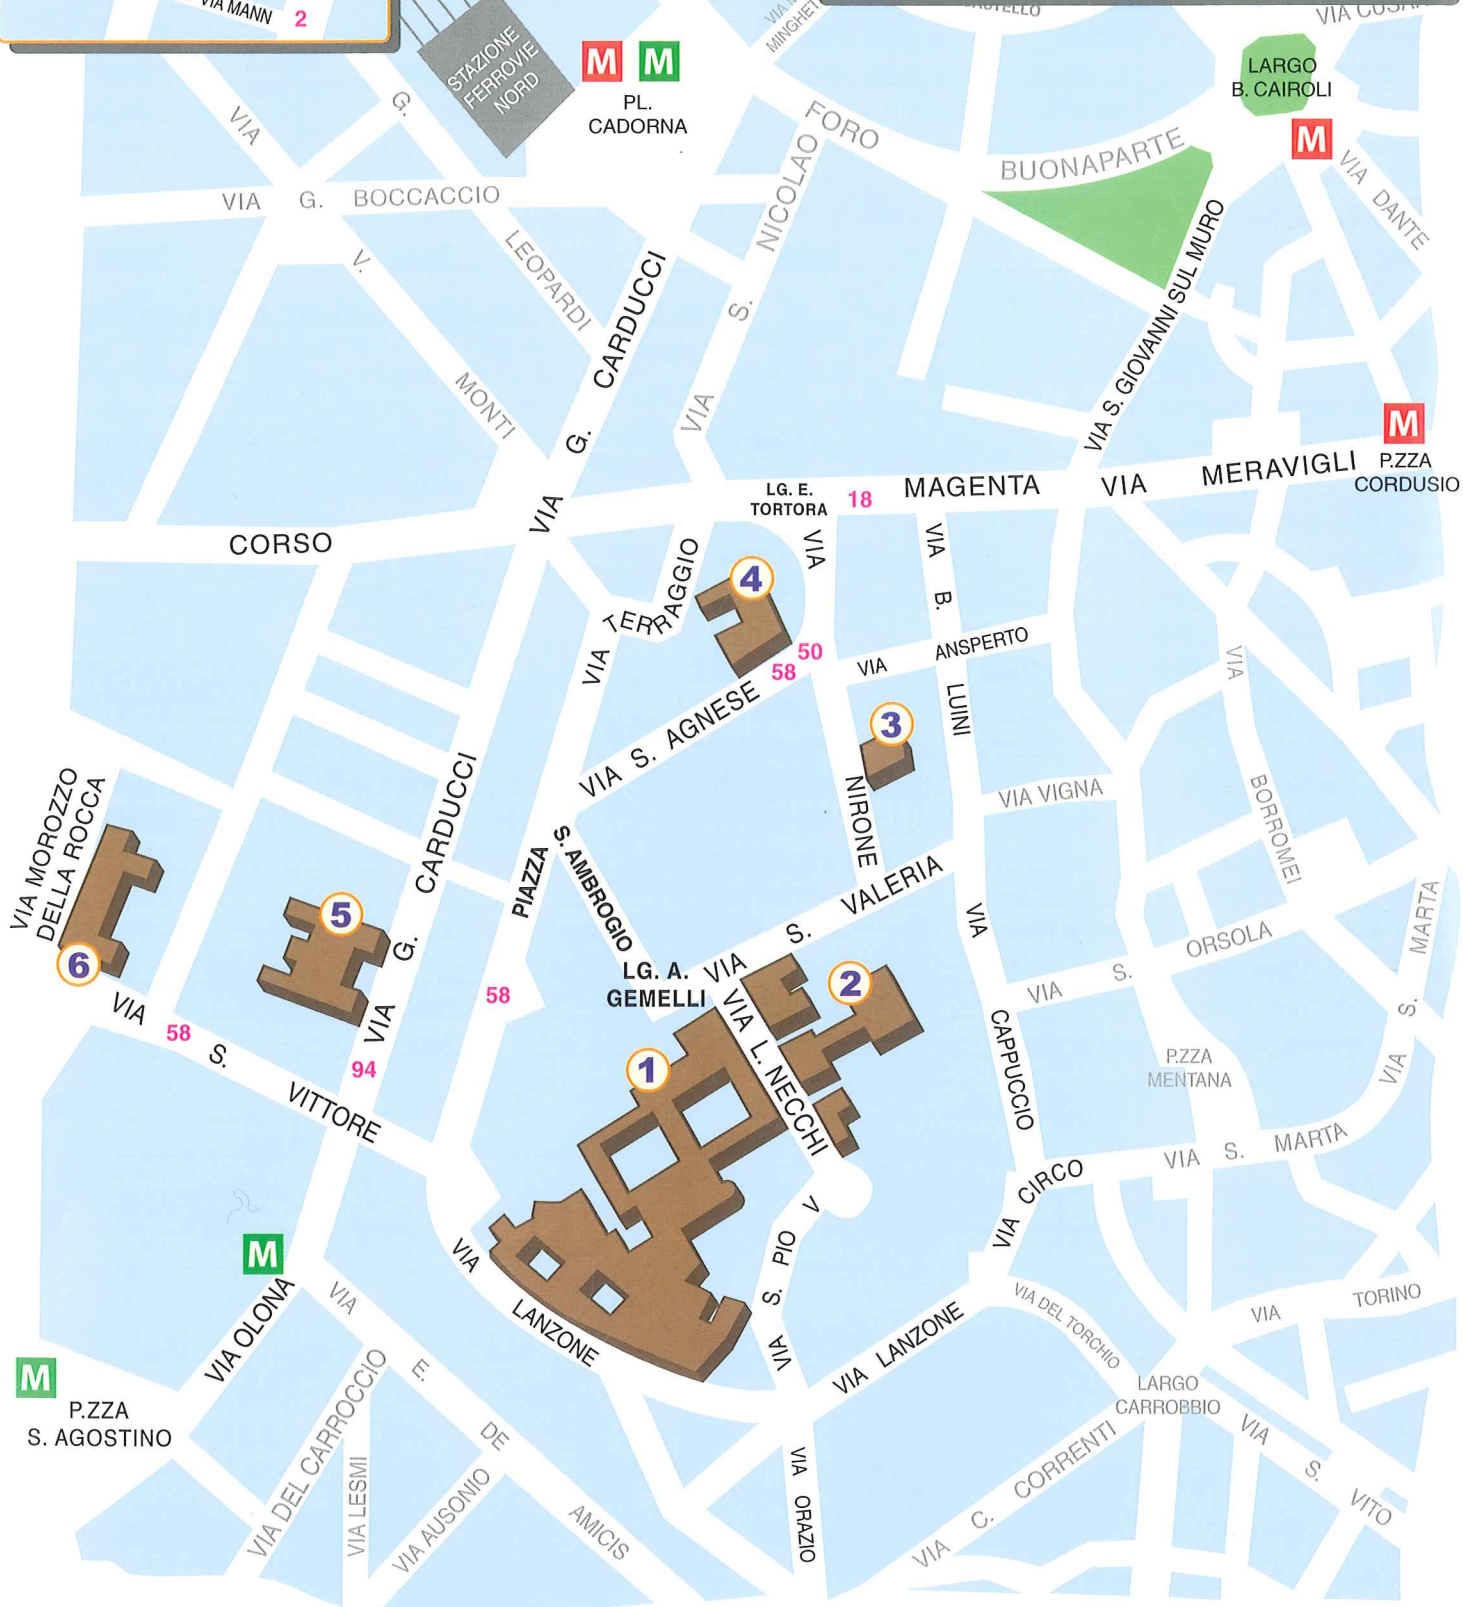 VIA MANN 2
VIA CUSA
LARGO
B. CAIROLI
STAZIONE
FERROVIE
NORD
M M
PL.
CADORNA
M
VIA
G.
FORO
BUONAPARTE
VIA DANTE
VIA G. BOCCACCIO
VIA S. NICOLAO
LEOPARDI
V.
MONTI
VIA G. CARDUCCI
VIA S. GIOVANNI SUL MURO
M
P.ZZA
CORDUSIO
LG. E.
TORTORA
18
CORSO
MAGENTA
VIA MERAVIGLI
VIA TERRAGGIO
4
50
58
VIA
NIRONE
VIA B. LUINI
VIA ANSPERTO
VIA S. AGNESE
3
VIA VIGNA
VIA BORROMEI
VIA MOROZZO
DELLA ROCCA
VIA G. CARDUCCI
PIAZZA
S. AMBROGIO
VIA S. VALERIA
5
6
LG. A.
GEMELLI
2
58
VIA
CAPPUCCIO
VIA S. ORSOLA
VIA S. MARTA
VIA S. VITTORE
58
94
1
VIA L. NECCHI
P.ZZA
MENTANA
VIA S. MARTA
VIA CIRCO
VIA S. PIO V
M
VIA OLONA
VIA
LANZONE
VIA LANZONE
VIA DEL TORCHIO
VIA TORINO
M
P.ZZA
S. AGOSTINO
VIA E. DE AMICIS
LARGO
CARROBBIO
VIA DEL CARROCCIO
VIA LESMI
VIA AUSONIO
VIA ORAZIO
VIA C. CORRENTI
VIA S. VITO